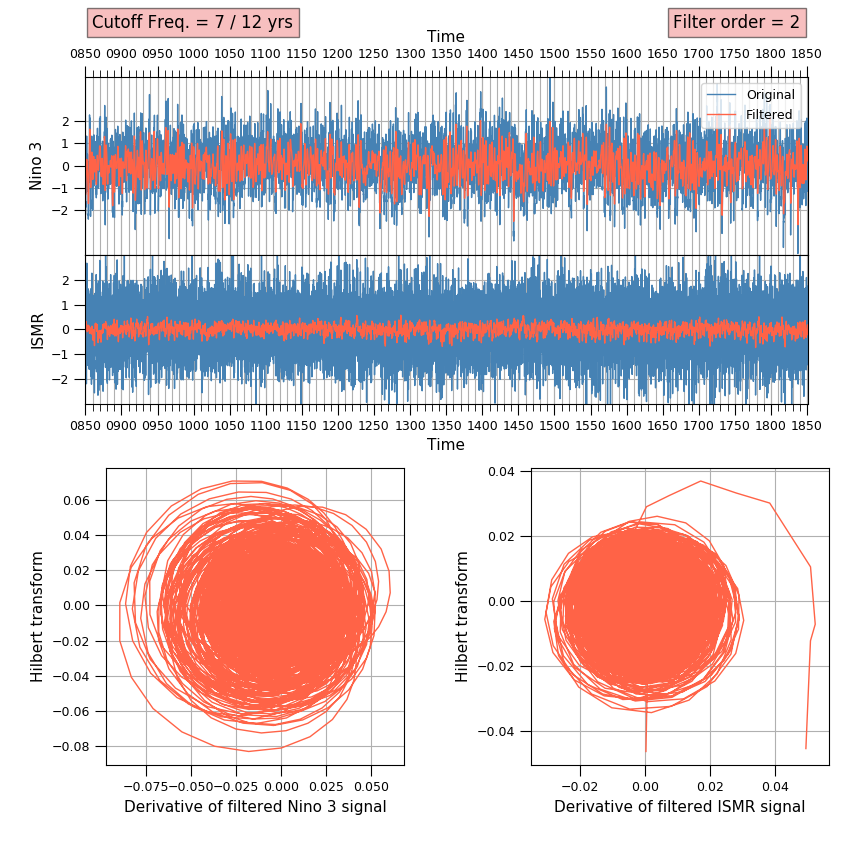 Cutoff Freq. = 7 / 12 yrs
Filter order = 2
Time
0850 0900 0950 1000 1050 1100 1150 1200 1250 1300 1350 1400 1450 1500 1550 1600 1650 1700 1750 1800 1850
Original
Filtered
Nino 3
2
1
0
−1
−2
ISMR
2
1
0
−1
−2
0850 0900 0950 1000 1050 1100 1150 1200 1250 1300 1350 1400 1450 1500 1550 1600 1650 1700 1750 1800 1850
Time
Hilbert transform
0.06
0.04
0.02
0.00
−0.02
−0.04
−0.06
−0.08
−0.075 −0.050 −0.025 0.000 0.025 0.050
Derivative of filtered Nino 3 signal
Hilbert transform
0.04
0.02
0.00
−0.02
−0.04
−0.02 0.00 0.02 0.04
Derivative of filtered ISMR signal